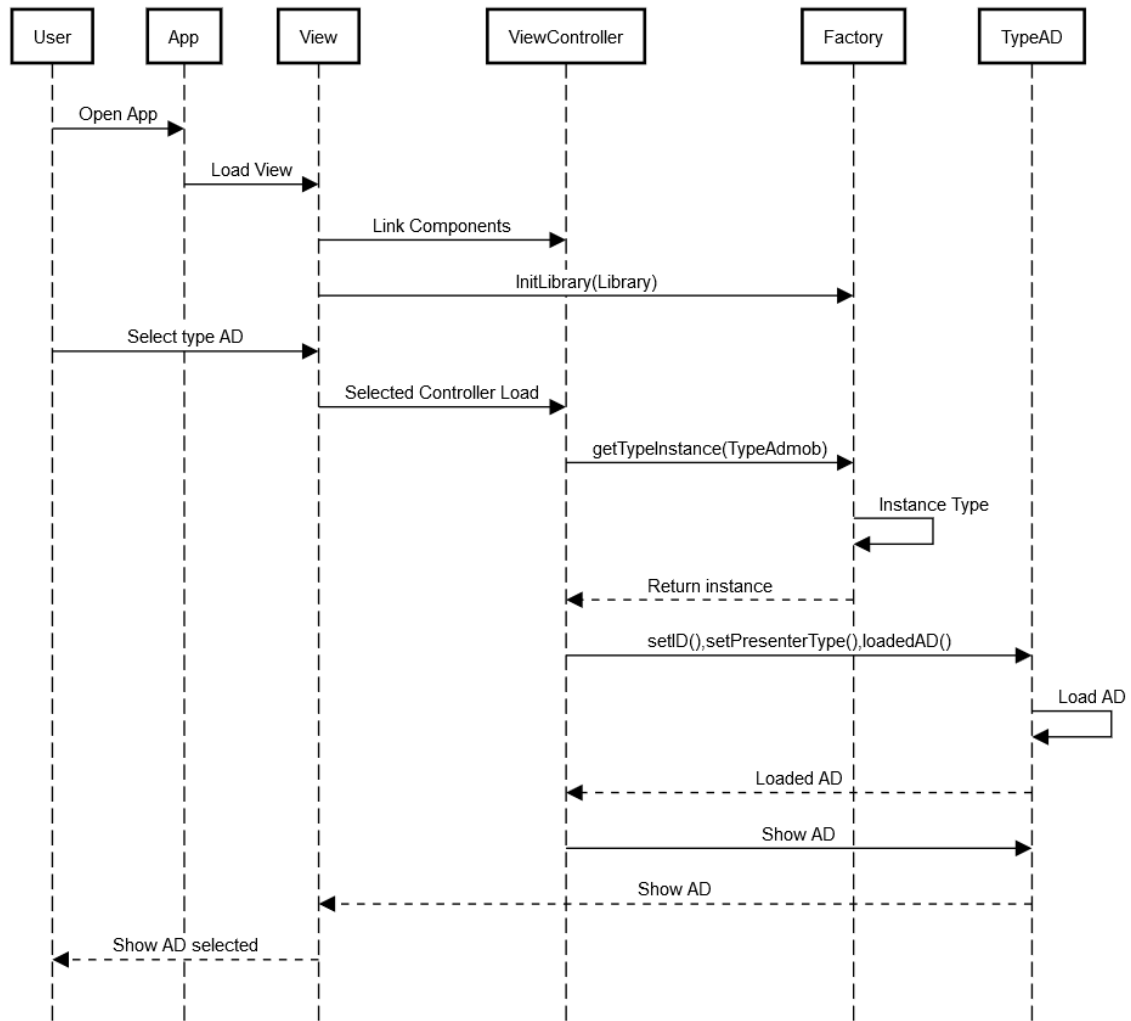 User
App
View
ViewController
Factory
TypeAD
Open App
Load View
Link Components
InitLibrary(Library)
Select type AD
Selected Controller Load
getTypeInstance(TypeAdmob)
Instance Type
Return instance
setID(),setPresenterType(),loadedAD()
Load AD
Loaded AD
Show AD
Show AD
Show AD selected